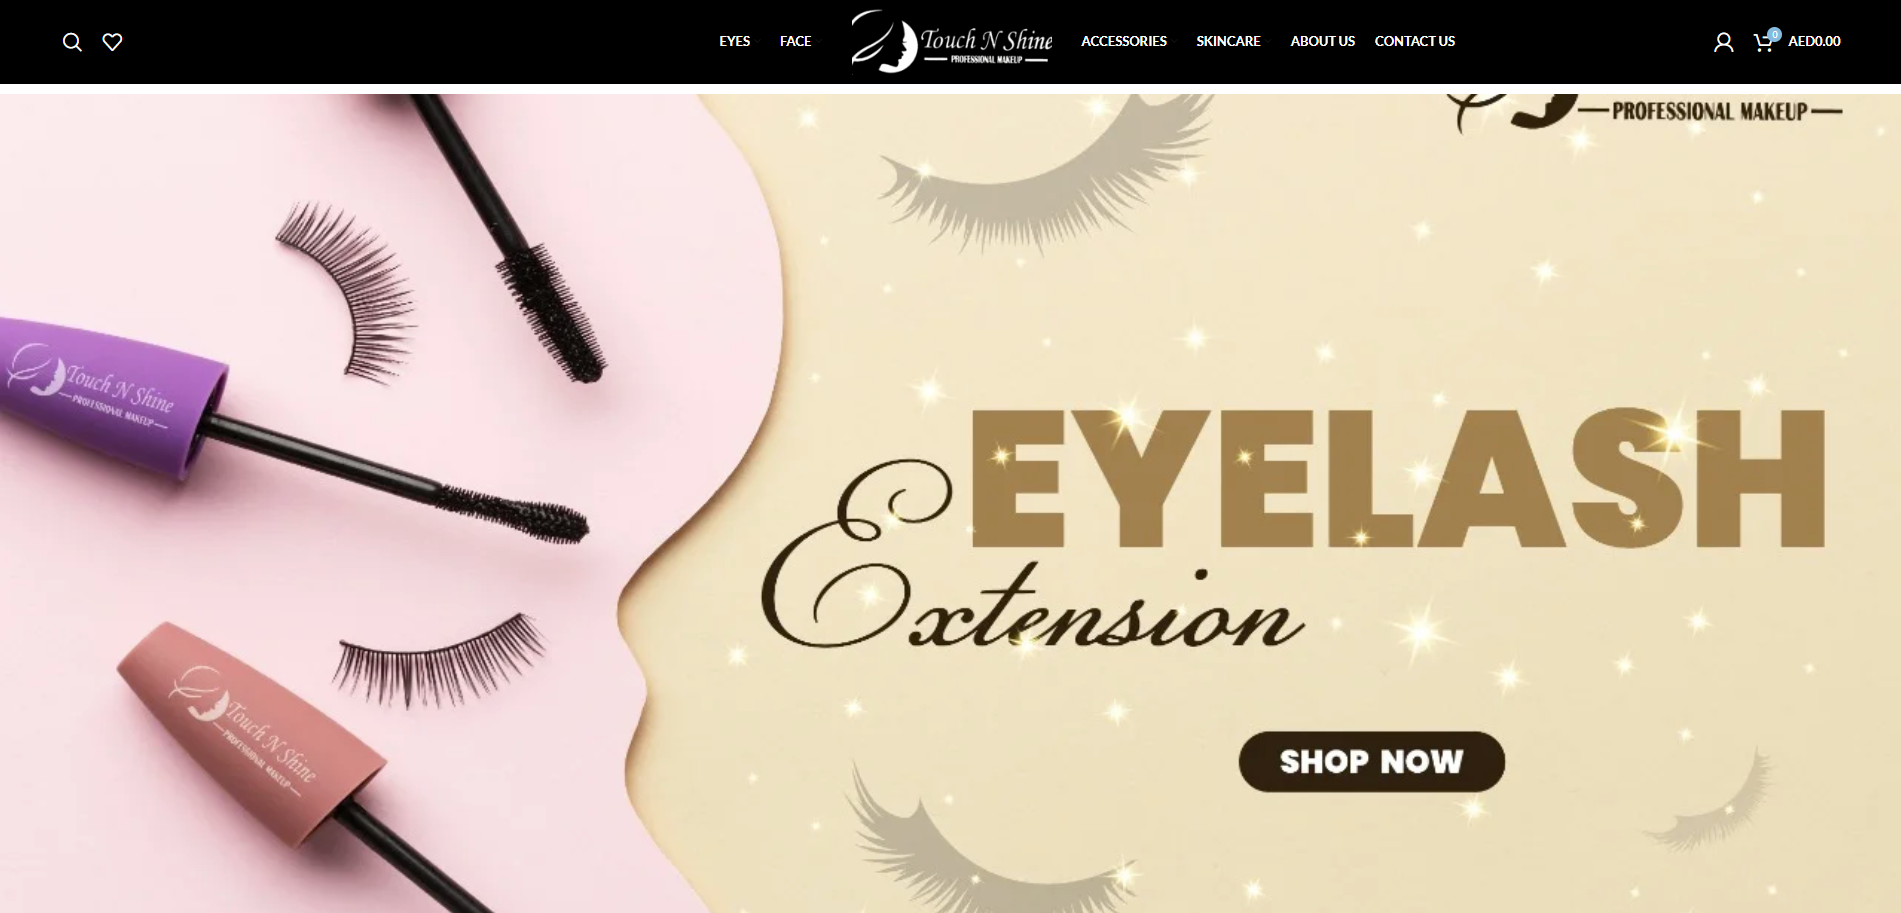 EYES
FACE
Touch N Shine
PROFESSIONAL MAKEUP
ACCESSORIES
SKINCARE
ABOUT US
CONTACT US
0
AED0.00
PROFESSIONAL MAKEUP
Touch N Shine
PROFESSIONAL MAKEUP
EYELASH
Extension
Touch N Shine
PROFESSIONAL MAKEUP
SHOP NOW